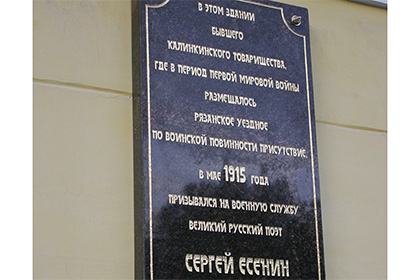 В ЭТОМ ЗДАНИИ
БЫВШЕГО
КАЛИНКИНСКОГО ТОВАРИЩЕСТВА,
ГДЕ В ПЕРИОД ПЕРВОЙ МИРОВОЙ ВОЙНЫ
РАЗМЕЩАЛОСЬ
РЯЗАНСКОЕ УЕЗДНОЕ
ПО ВОИНСКОЙ ПОВИННОСТИ ПРИСУТСТВИЕ,
В МАЕ 1915 ГОДА
ПРИЗЫВАЛСЯ НА ВОЕННУЮ СЛУЖБУ
ВЕЛИКИЙ РУССКИЙ ПОЭТ
СЕРГЕЙ ЕСЕНИН